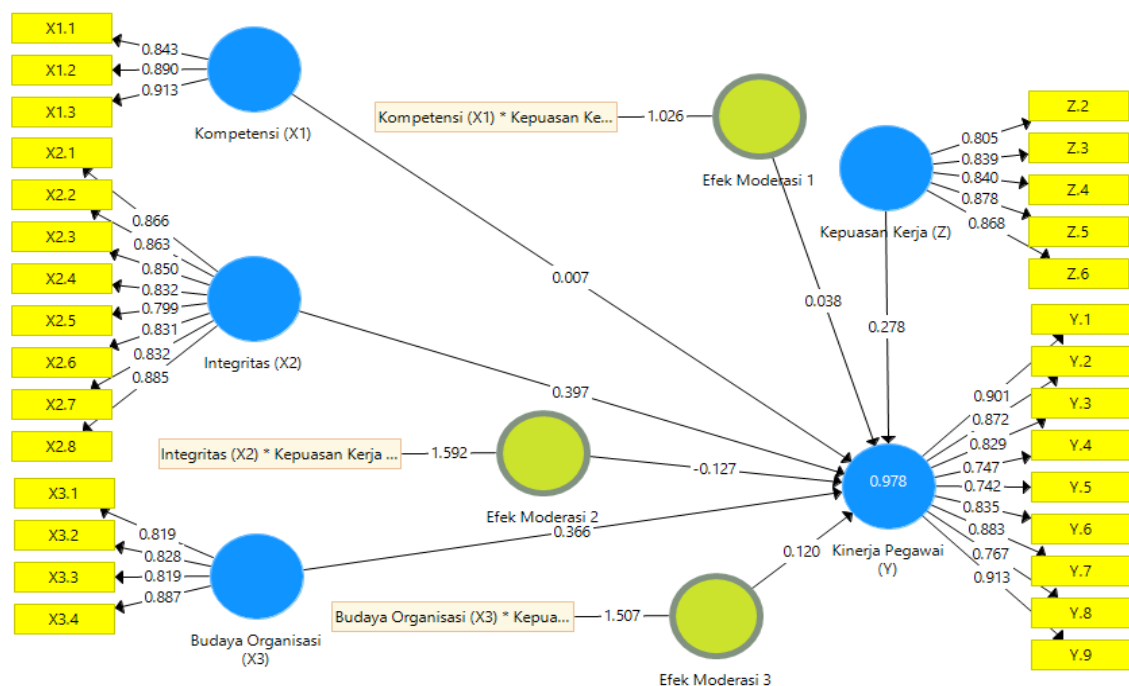 X1.1
X1.2
X1.3
0.843
0.890
0.913
Kompetensi (X1)
X2.1
X2.2
X2.3
X2.4
X2.5
X2.6
X2.7
X2.8
0.866
0.863
0.850
0.832
0.799
0.831
0.832
0.885
Integritas (X2)
X3.1
X3.2
X3.3
X3.4
0.819
0.828
0.819
0.887
Budaya Organisasi
(X3)
Kompetensi (X1) * Kepuasan Ke...
1.026
Efek Moderasi 1
Integritas (X2) * Kepuasan Kerja ...
1.592
Efek Moderasi 2
Budaya Organisasi (X3) * Kepua...
1.507
Efek Moderasi 3
0.007
0.397
0.366
0.038
-0.127
0.120
0.278
Kepuasan Kerja (Z)
0.805
0.839
0.840
0.878
0.868
Z.2
Z.3
Z.4
Z.5
Z.6
0.978
Kinerja Pegawai
(Y)
0.901
0.872
0.829
0.747
0.742
0.835
0.883
0.767
0.913
Y.1
Y.2
Y.3
Y.4
Y.5
Y.6
Y.7
Y.8
Y.9